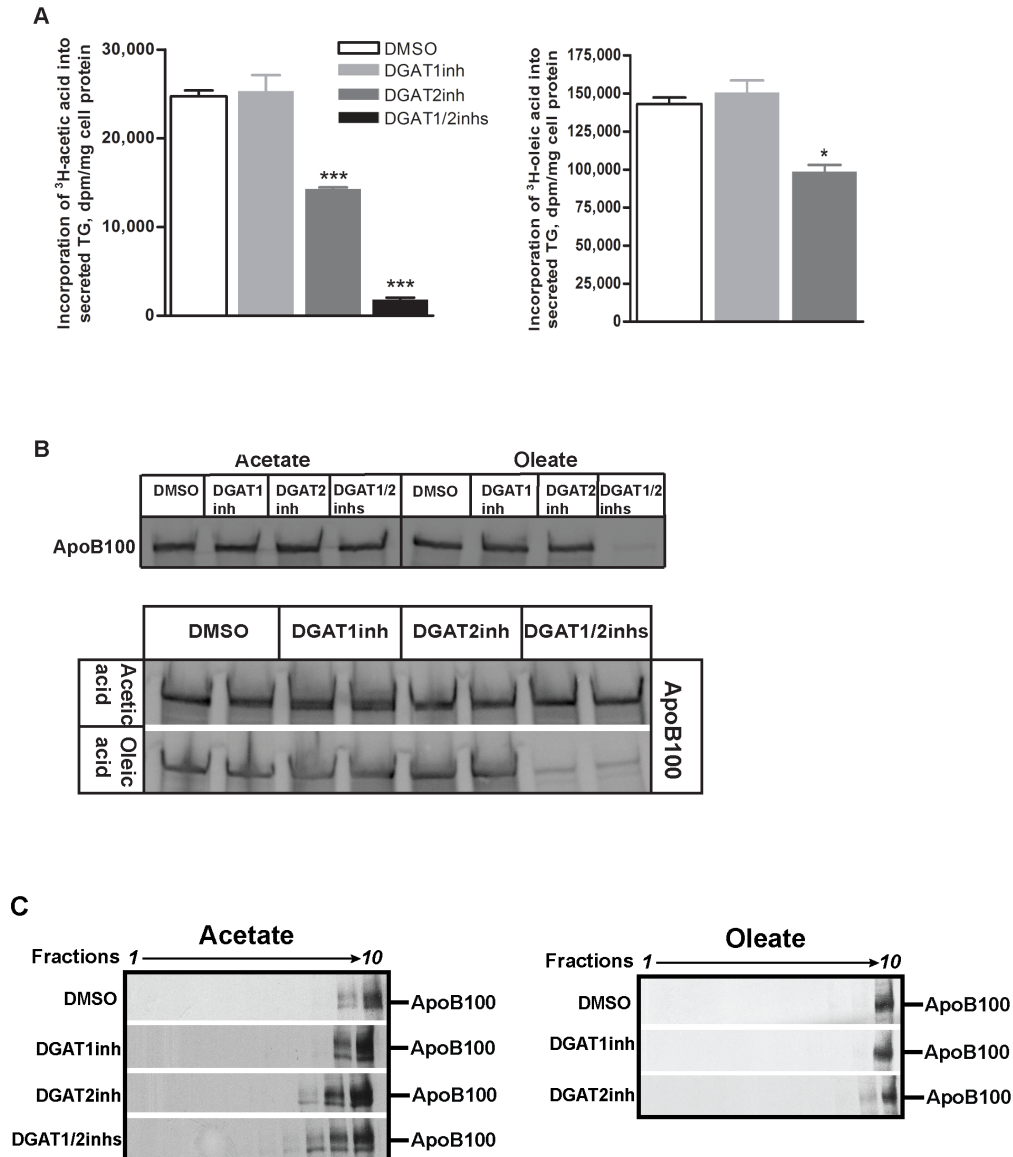 A
Incorporation of ³H-acetic acid into
secreted TG, dpm/mg cell protein
30,000
20,000
10,000
0
***
***
DMSO
DGAT1inh
DGAT2inh
DGAT1/2inhs
Incorporation of ³H-oleic acid into
secreted TG, dpm/mg cell protein
175,000
150,000
125,000
100,000
75,000
50,000
25,000
0
*
B
Acetate Oleate
DMSO DGAT1 DGAT2 DGAT1/2 DMSO DGAT1 DGAT2 DGAT1/2
inh inh inhs inh inh inhs
ApoB100
DMSO DGAT1inh DGAT2inh DGAT1/2inhs
Acetic
acid
Oleic
acid
ApoB100
C
Acetate
Fractions 1 10
DMSO ApoB100
DGAT1inh ApoB100
DGAT2inh ApoB100
DGAT1/2inhs ApoB100
Oleate
Fractions 1 10
DMSO ApoB100
DGAT1inh ApoB100
DGAT2inh ApoB100